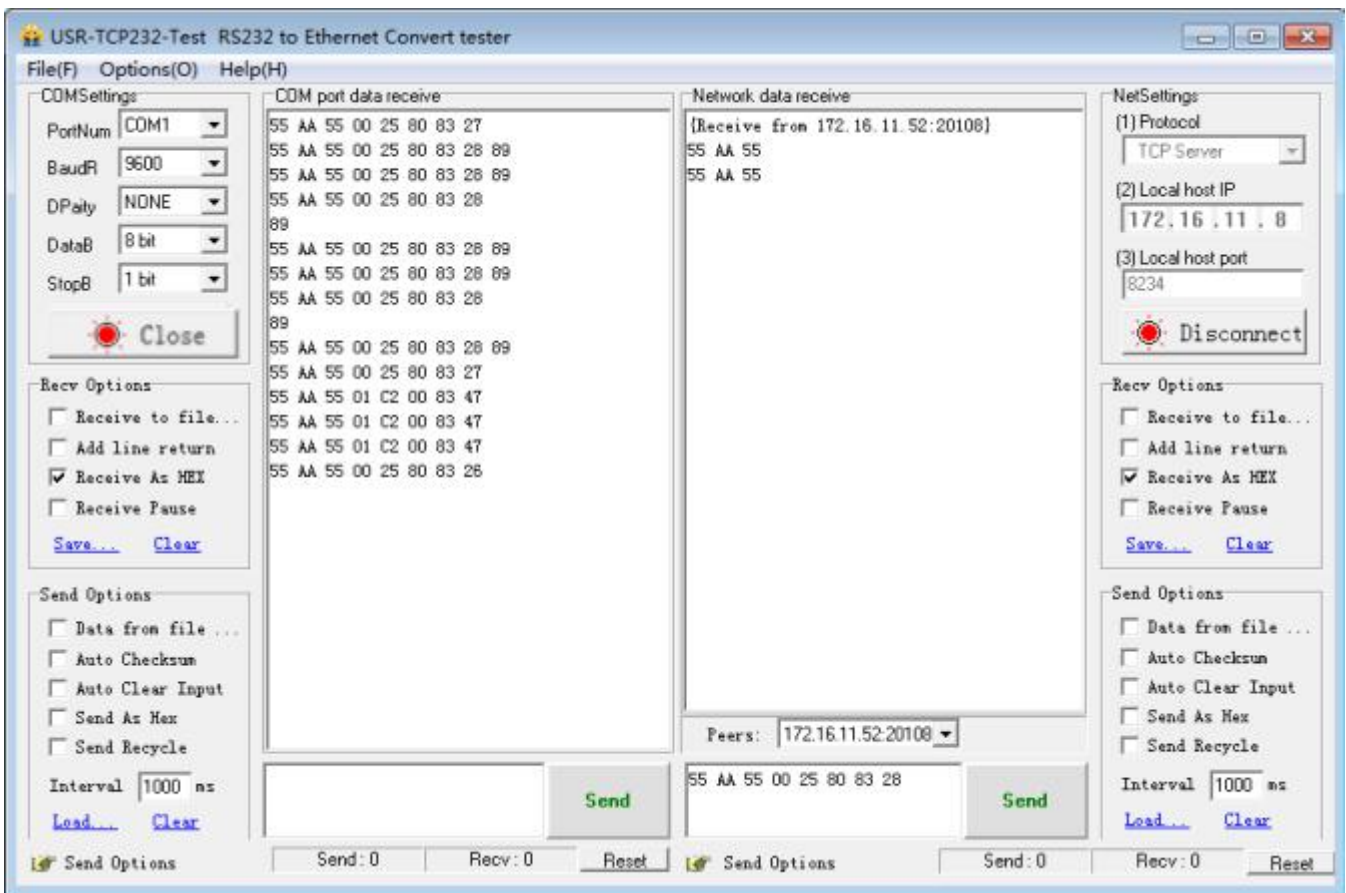 USR-TCP232-Test RS232 to Ethernet Convert tester
File(F) Options(O) Help(H)
COMSettings
PortNum COM1
BaudR 9600
DPaity NONE
DataB 8 bit
StopB 1 bit
Close
Recv Options
Receive to file...
Add line return
Receive As HEX
Receive Pause
Save... Clear
Send Options
Data from file ...
Auto Checksum
Auto Clear Input
Send As Hex
Send Recycle
Interval 1000 ms
Load... Clear
Send Options
COM port data receive
55 AA 55 00 25 80 83 27
55 AA 55 00 25 80 83 28 89
55 AA 55 00 25 80 83 28 89
55 AA 55 00 25 80 83 28
89
55 AA 55 00 25 80 83 28 89
55 AA 55 00 25 80 83 28 89
55 AA 55 00 25 80 83 28
89
55 AA 55 00 25 80 83 28 89
55 AA 55 00 25 80 83 27
55 AA 55 01 C2 00 83 47
55 AA 55 01 C2 00 83 47
55 AA 55 01 C2 00 83 47
55 AA 55 00 25 80 83 26
Send
Send : 0 Recv : 0 Reset
Network data receive
{Receive from 172.16.11.52:20108}
55 AA 55
55 AA 55
Peers: 172.16.11.52:20108
55 AA 55 00 25 80 83 28
Send
Send Options Send : 0 Recv : 0 Reset
NetSettings
(1) Protocol
TCP Server
(2) Local host IP
172.16 .11 . 8
(3) Local host port
8234
Disconnect
Recv Options
Receive to file...
Add line return
Receive As HEX
Receive Pause
Save... Clear
Send Options
Data from file ...
Auto Checksum
Auto Clear Input
Send As Hex
Send Recycle
Interval 1000 ms
Load... Clear